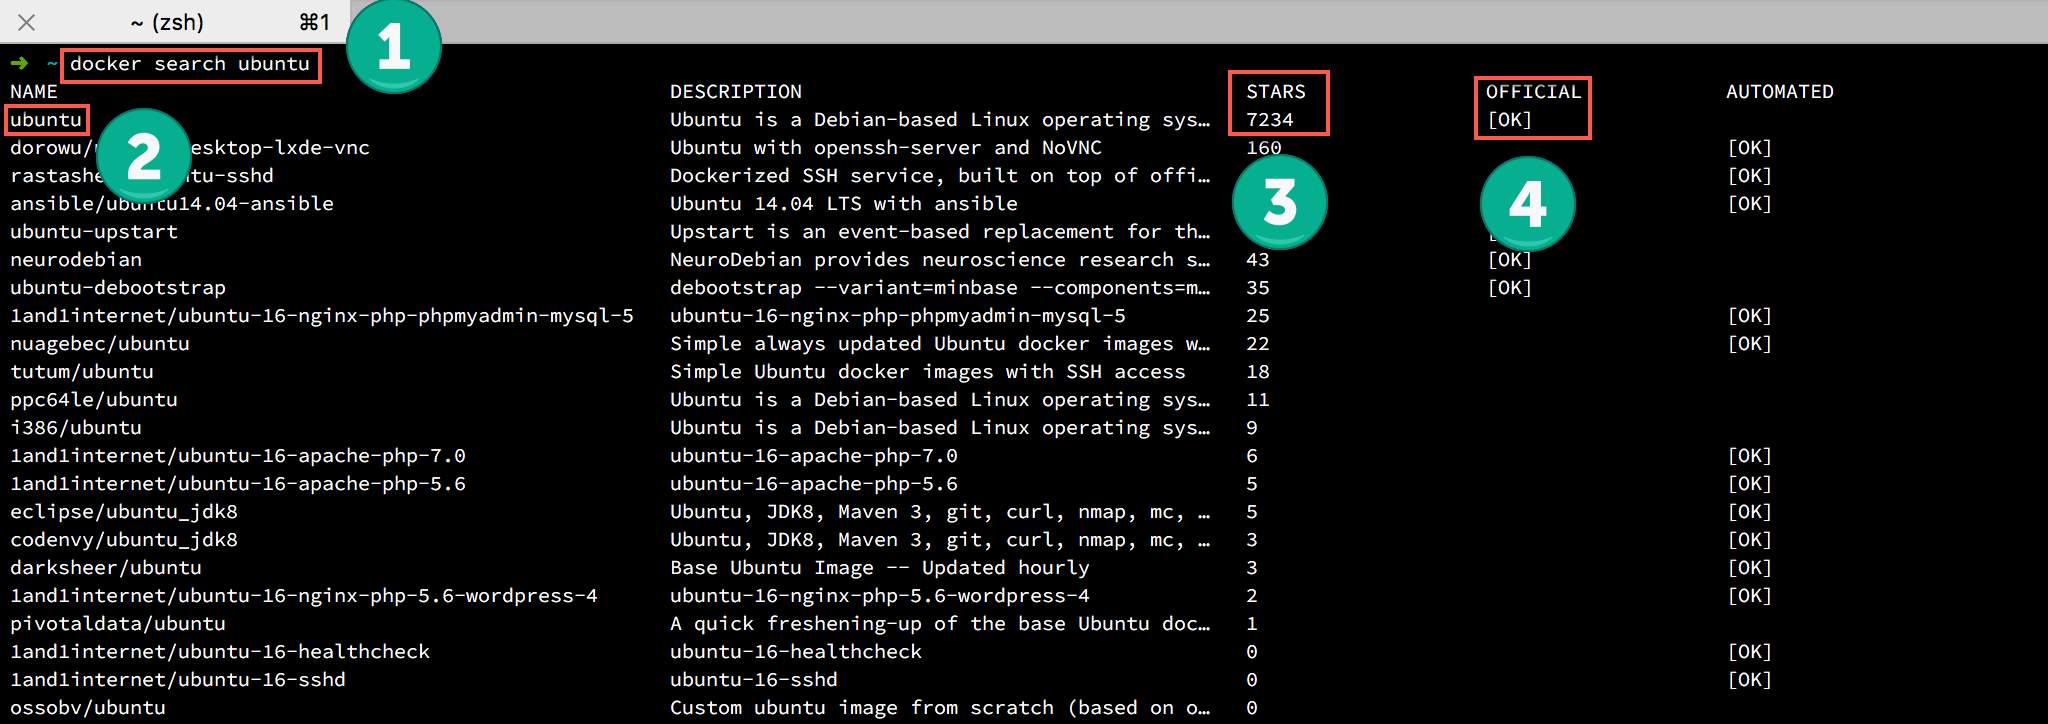 ~ (zsh) ⌘1
1
➜ ~ docker search ubuntu
NAME DESCRIPTION STARS OFFICIAL AUTOMATED
ubuntu Ubuntu is a Debian-based Linux operating sys… 7234 [OK]
2
dorowu/ esktop-lxde-vnc Ubuntu with openssh-server and NoVNC 160 [OK]
rastashe tu-sshd Dockerized SSH service, built on top of offi… [OK]
3
4
ansible/ubuntu14.04-ansible Ubuntu 14.04 LTS with ansible [OK]
ubuntu-upstart Upstart is an event-based replacement for th…
neurodebian NeuroDebian provides neuroscience research s… 43 [OK]
ubuntu-debootstrap debootstrap --variant=minbase --components=m… 35 [OK]
1and1internet/ubuntu-16-nginx-php-phpmyadmin-mysql-5 ubuntu-16-nginx-php-phpmyadmin-mysql-5 25 [OK]
nuagebec/ubuntu Simple always updated Ubuntu docker images w… 22 [OK]
tutum/ubuntu Simple Ubuntu docker images with SSH access 18
ppc64le/ubuntu Ubuntu is a Debian-based Linux operating sys… 11
i386/ubuntu Ubuntu is a Debian-based Linux operating sys… 9
1and1internet/ubuntu-16-apache-php-7.0 ubuntu-16-apache-php-7.0 6 [OK]
1and1internet/ubuntu-16-apache-php-5.6 ubuntu-16-apache-php-5.6 5 [OK]
eclipse/ubuntu_jdk8 Ubuntu, JDK8, Maven 3, git, curl, nmap, mc, … 5 [OK]
codenvy/ubuntu_jdk8 Ubuntu, JDK8, Maven 3, git, curl, nmap, mc, … 3 [OK]
darksheer/ubuntu Base Ubuntu Image -- Updated hourly 3 [OK]
1and1internet/ubuntu-16-nginx-php-5.6-wordpress-4 ubuntu-16-nginx-php-5.6-wordpress-4 2 [OK]
pivotaldata/ubuntu A quick freshening-up of the base Ubuntu doc… 1
1and1internet/ubuntu-16-healthcheck ubuntu-16-healthcheck 0 [OK]
1and1internet/ubuntu-16-sshd ubuntu-16-sshd 0 [OK]
ossobv/ubuntu Custom ubuntu image from scratch (based on o… 0